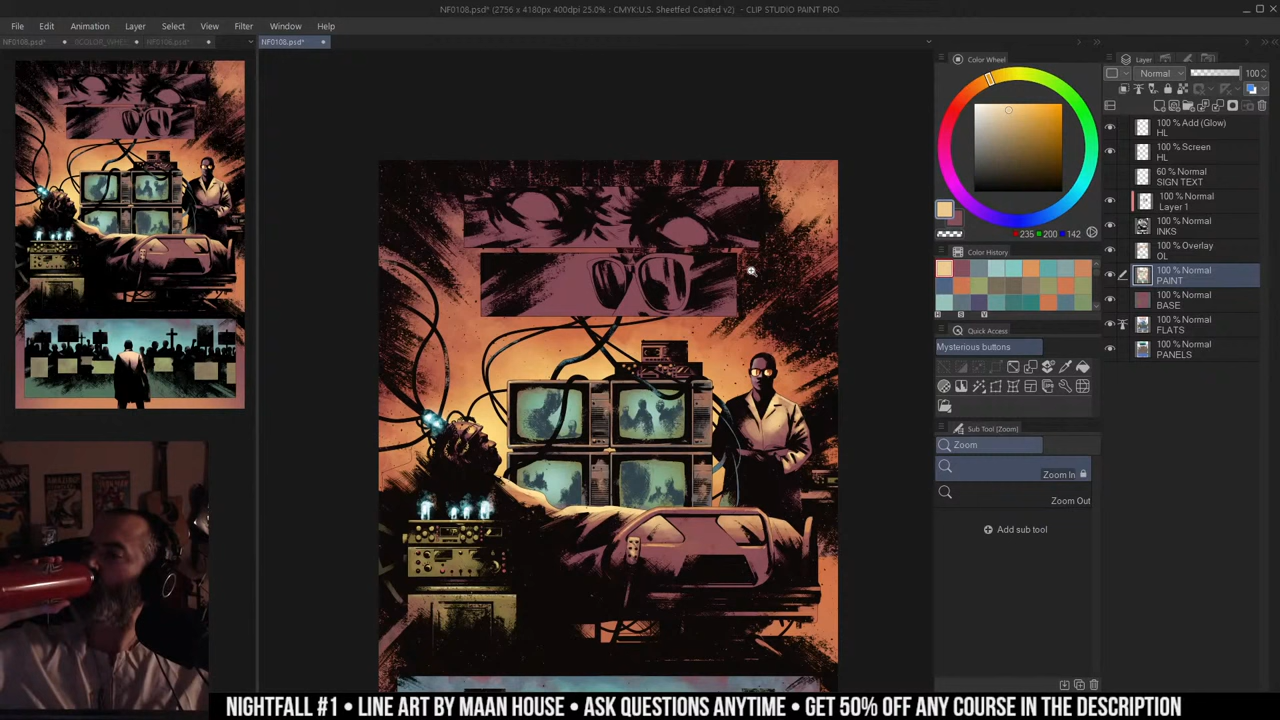 NF0108.psd* (2756 x 4180px 400dpi 25.0% : CMYK:U.S. Sheetfed Coated v2) - CLIP STUDIO PAINT PRO
File Edit Animation Layer Select View Filter Window Help
NF0108.psd* NF0106.psd* NF0108.psd*
Color Wheel
235 200 142
Color History
H S V
Quick Access
Mysterious buttons
Sub Tool (Zoom)
Zoom
Zoom In
Zoom Out
Add sub tool
Layer
Normal 100
100 % Add (Glow)
HL
100 % Screen
HL
60 % Normal
SIGN TEXT
100 % Normal
Layer 1
100 % Normal
INKS
100 % Overlay
OL
100 % Normal
PAINT
100 % Normal
BASE
100 % Normal
FLATS
100 % Normal
PANELS
NIGHTFALL #1 • LINE ART BY MAAN HOUSE • ASK QUESTIONS ANYTIME • GET 50% OFF ANY COURSE IN THE DESCRIPTION